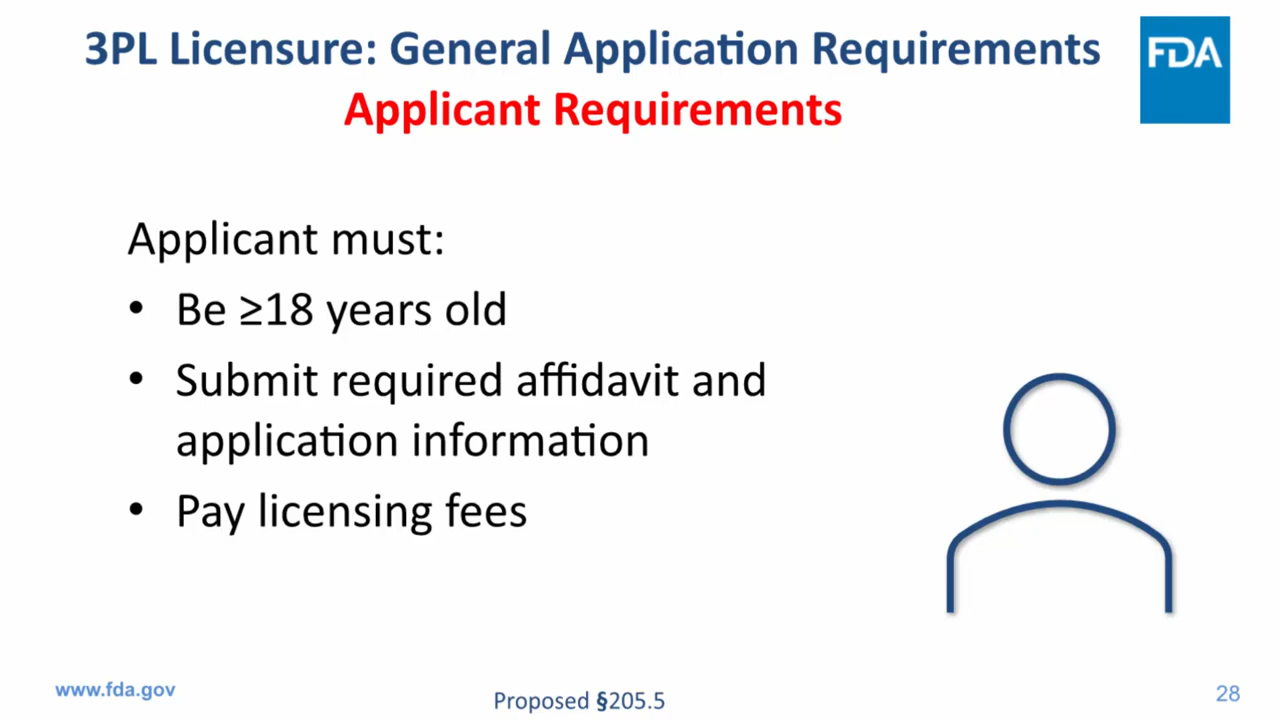 3PL Licensure: General Application Requirements
FDA
Applicant Requirements
Applicant must:
• Be ≥18 years old
• Submit required affidavit and
application information
• Pay licensing fees
www.fda.gov
Proposed §205.5
28